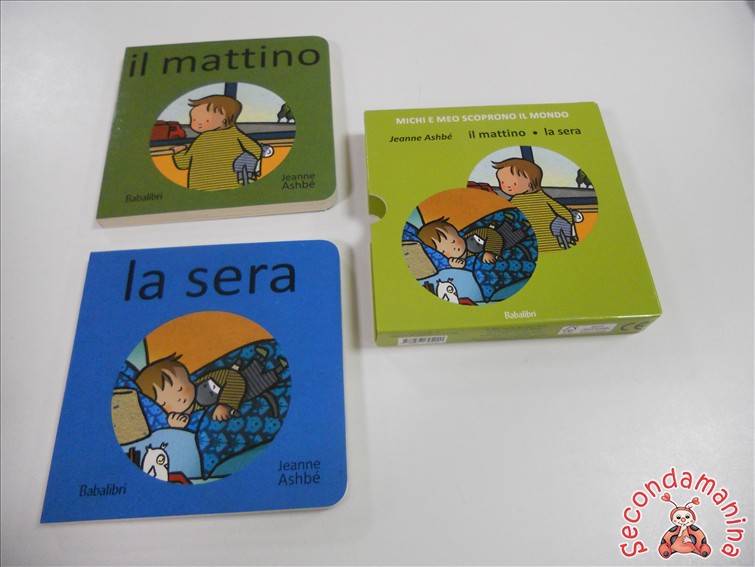 il mattino
Jeanne
Ashbé
Babalibri
MICHI E MEO SCOPRONO IL MONDO
Jeanne Ashbé il mattino • la sera
Babalibri
CE
la sera
Jeanne
Ashbé
Babalibri
Secondamanina